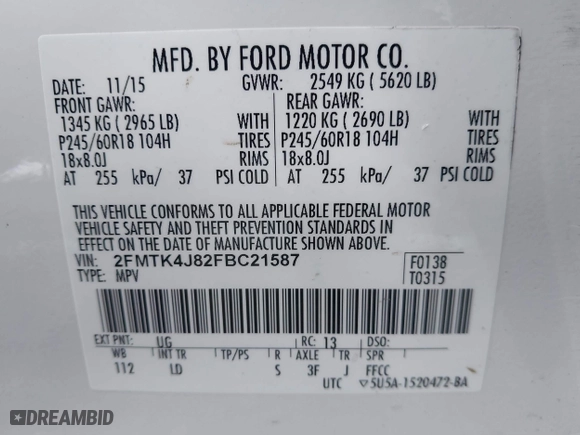 MFD. BY FORD MOTOR CO.
DATE: 11/15 GVWR: 2549 KG ( 5620 LB)
FRONT GAWR: REAR GAWR:
1345 KG ( 2965 LB) WITH 1220 KG ( 2690 LB) WITH
P245/60R18 104H TIRES P245/60R18 104H TIRES
18x8.0J RIMS 18x8.0J RIMS
AT 255 kPa/ 37 PSI COLD AT 255 kPa/ 37 PSI COLD
THIS VEHICLE CONFORMS TO ALL APPLICABLE FEDERAL MOTOR
VEHICLE SAFETY AND THEFT PREVENTION STANDARDS IN
EFFECT ON THE DATE OF MANUFACTURE SHOWN ABOVE.
VIN: 2FMTK4J82FBC21587 F0138
TYPE: MPV T0315
EXT PNT: UG RC: 13 DSO:
WB INT TR TP/PS R AXLE TR SPR
112 LD S 3F J FFCC
UTC ▽5U5A-1520472-BA
DREAMBID